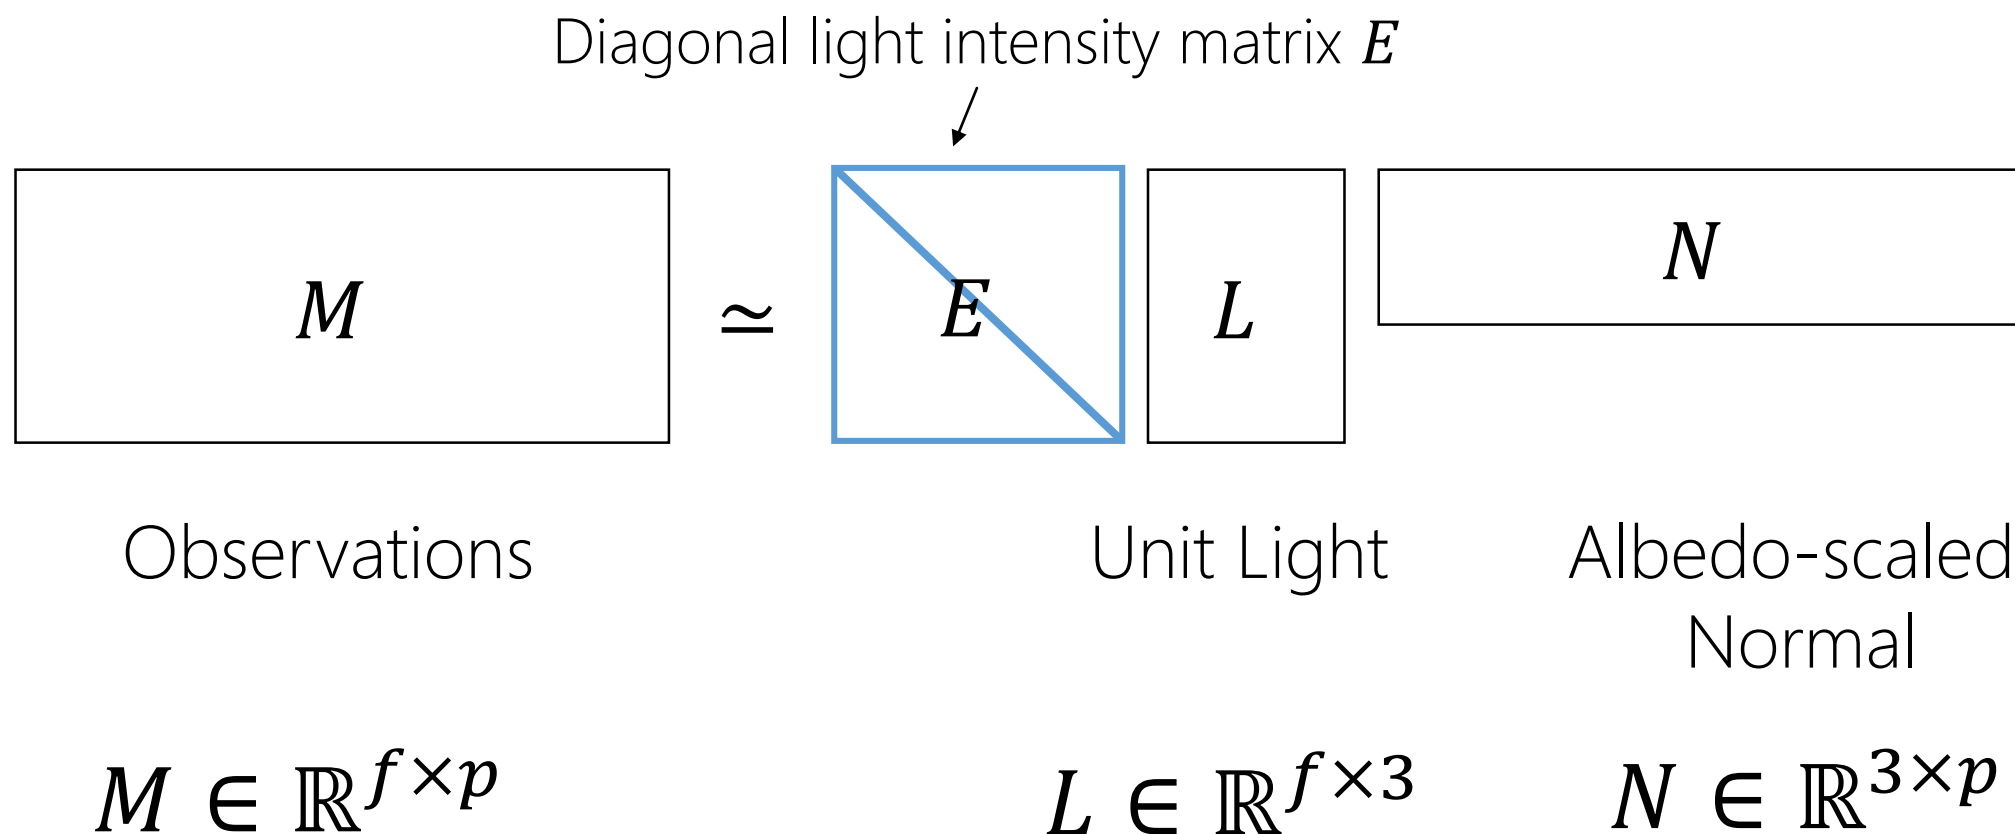 Diagonal light intensity matrix E
M ≃ E L N
Observations
Unit Light
Albedo-scaled
Normal
M ∈ ℝ^{f×p}
L ∈ ℝ^{f×3}
N ∈ ℝ^{3×p}